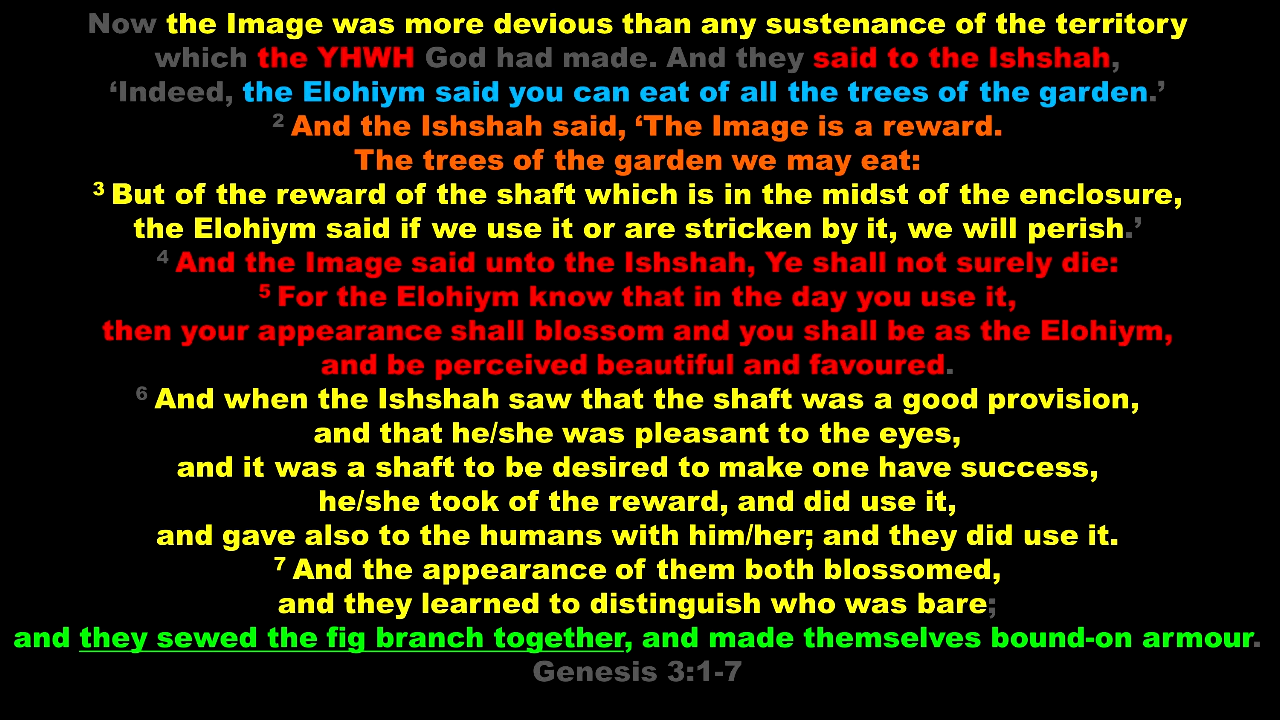 Now the Image was more devious than any sustenance of the territory
which the YHWH God had made. And they said to the Ishshah,
‘Indeed, the Elohiym said you can eat of all the trees of the garden.’
2 And the Ishshah said, ‘The Image is a reward.
The trees of the garden we may eat:
3 But of the reward of the shaft which is in the midst of the enclosure,
the Elohiym said if we use it or are stricken by it, we will perish.’
4 And the Image said unto the Ishshah, Ye shall not surely die:
5 For the Elohiym know that in the day you use it,
then your appearance shall blossom and you shall be as the Elohiym,
and be perceived beautiful and favoured.
6 And when the Ishshah saw that the shaft was a good provision,
and that he/she was pleasant to the eyes,
and it was a shaft to be desired to make one have success,
he/she took of the reward, and did use it,
and gave also to the humans with him/her; and they did use it.
7 And the appearance of them both blossomed,
and they learned to distinguish who was bare;
and they sewed the fig branch together, and made themselves bound-on armour.
Genesis 3:1-7